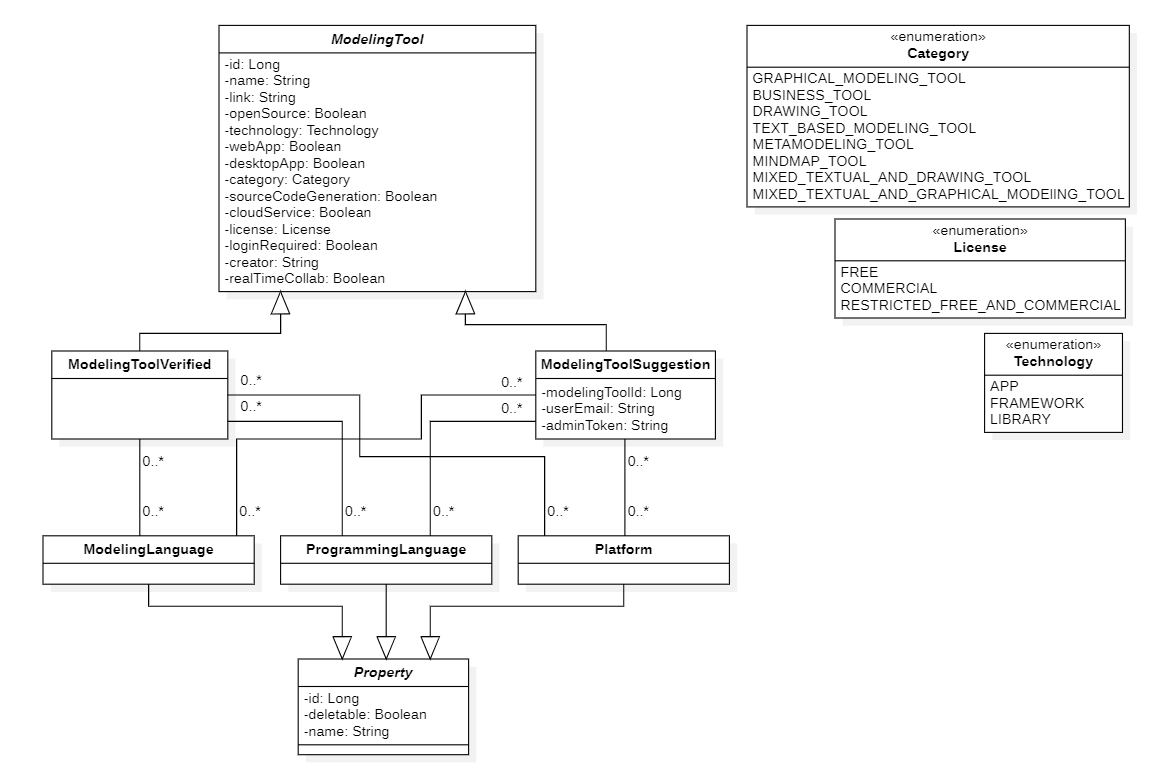 ModelingTool
-id: Long
-name: String
-link: String
-openSource: Boolean
-technology: Technology
-webApp: Boolean
-desktopApp: Boolean
-category: Category
-sourceCodeGeneration: Boolean
-cloudService: Boolean
-license: License
-loginRequired: Boolean
-creator: String
-realTimeCollab: Boolean
«enumeration»
Category
GRAPHICAL_MODELING_TOOL
BUSINESS_TOOL
DRAWING_TOOL
TEXT_BASED_MODELING_TOOL
METAMODELING_TOOL
MINDMAP_TOOL
MIXED_TEXTUAL_AND_DRAWING_TOOL
MIXED_TEXTUAL_AND_GRAPHICAL_MODElING_TOOL
«enumeration»
License
FREE
COMMERCIAL
RESTRICTED_FREE_AND_COMMERCIAL
«enumeration»
Technology
APP
FRAMEWORK
LIBRARY
ModelingToolVerified
ModelingToolSuggestion
-modelingToolId: Long
-userEmail: String
-adminToken: String
0..*
0..*
0..*
0..*
0..*
0..*
0..*
0..*
0..*
0..*
0..*
0..*
ModelingLanguage
ProgrammingLanguage
Platform
Property
-id: Long
-deletable: Boolean
-name: String